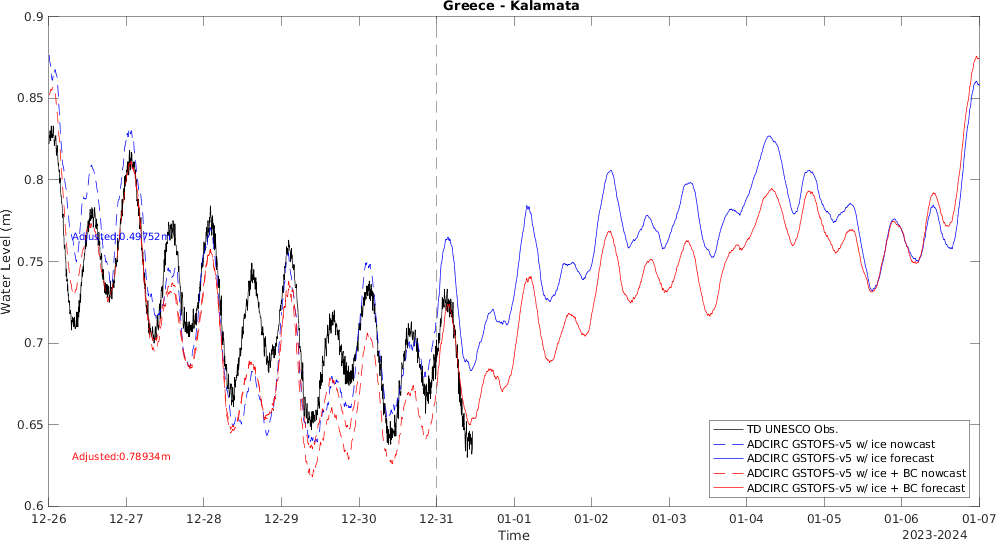 Greece - Kalamata
Water Level (m)
0.9
0.85
0.8
0.75
0.7
0.65
0.6
Adjusted:0.49752m
Adjusted:0.78934m
TD UNESCO Obs.
ADCIRC GSTOFS-v5 w/ ice nowcast
ADCIRC GSTOFS-v5 w/ ice forecast
ADCIRC GSTOFS-v5 w/ ice + BC nowcast
ADCIRC GSTOFS-v5 w/ ice + BC forecast
12-26 12-27 12-28 12-29 12-30 12-31 01-01 01-02 01-03 01-04 01-05 01-06 01-07
Time
2023-2024